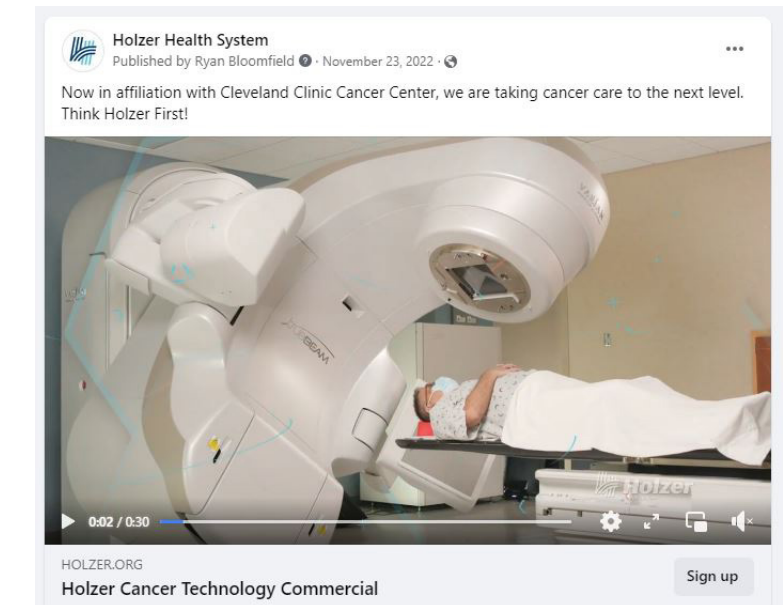 Holzer Health System
Published by Ryan Bloomfield · November 23, 2022 ·
Now in affiliation with Cleveland Clinic Cancer Center, we are taking cancer care to the next level.
Think Holzer First!
VARIAN
TRUEBEAM
Holzer
0:02 / 0:30
HOLZER.ORG
Holzer Cancer Technology Commercial
Sign up